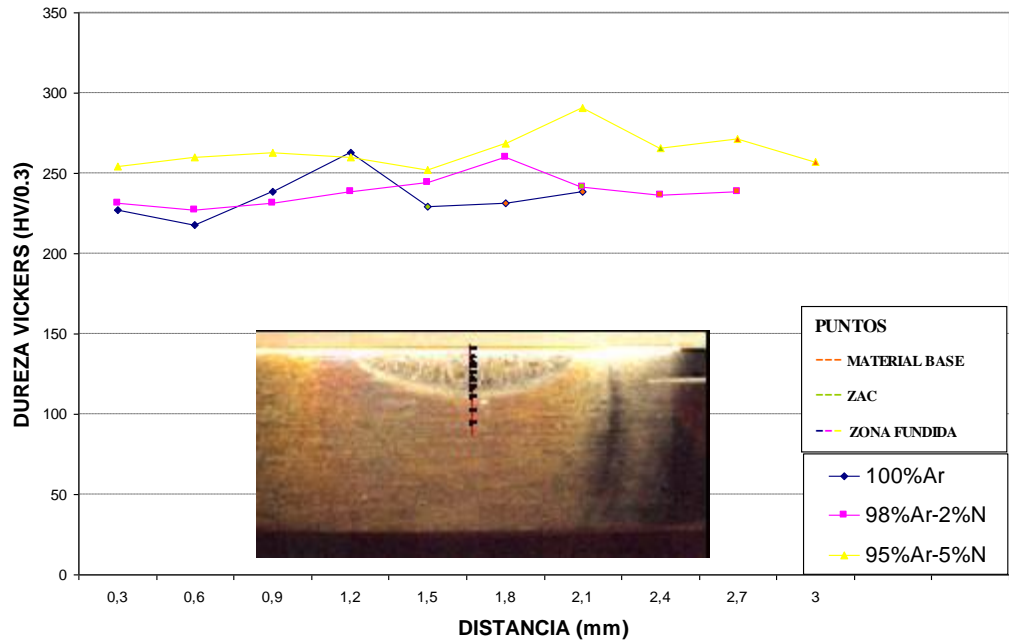 DUREZA VICKERS (HV/0.3)
350
300
250
200
150
100
50
0
PUNTOS
MATERIAL BASE
ZAC
ZONA FUNDIDA
100%Ar
98%Ar-2%N
95%Ar-5%N
0,3 0,6 0,9 1,2 1,5 1,8 2,1 2,4 2,7 3
DISTANCIA (mm)